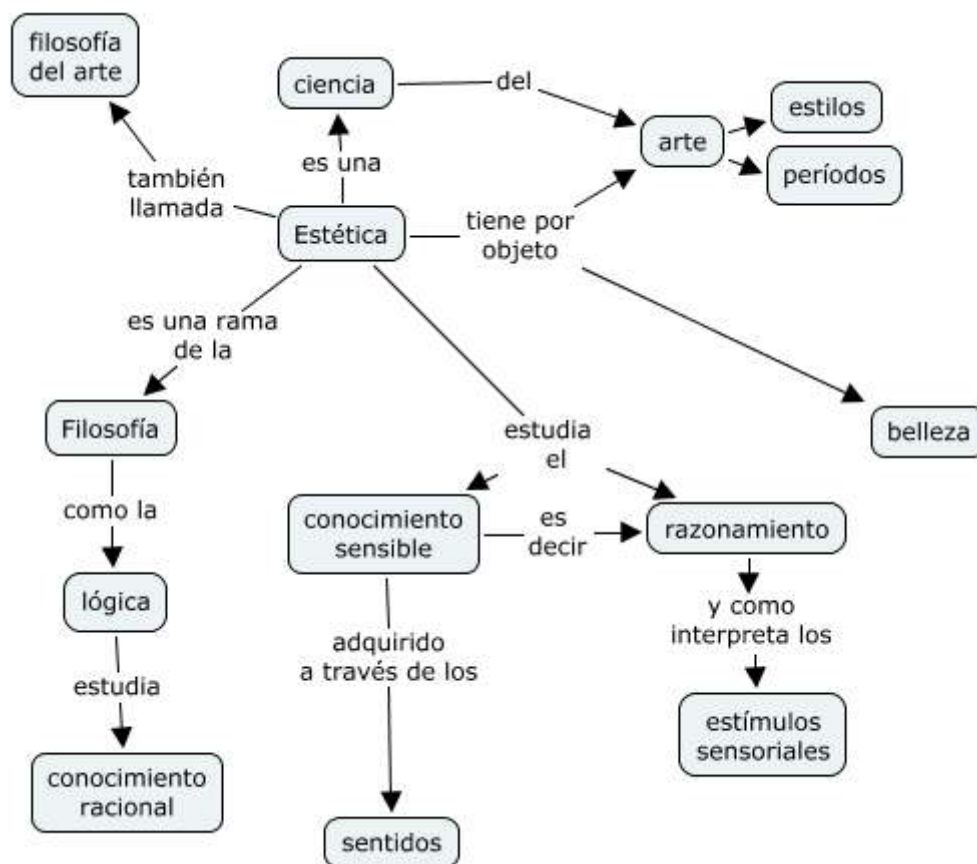 filosofía
del arte
ciencia
del
arte
estilos
períodos
es una
también
llamada
Estética
tiene por
objeto
es una rama
de la
Filosofía
belleza
estudia
el
como la
conocimiento
sensible
es
decir
razonamiento
lógica
y como
interpreta los
adquirido
a través de los
estudia
estímulos
sensoriales
conocimiento
racional
sentidos